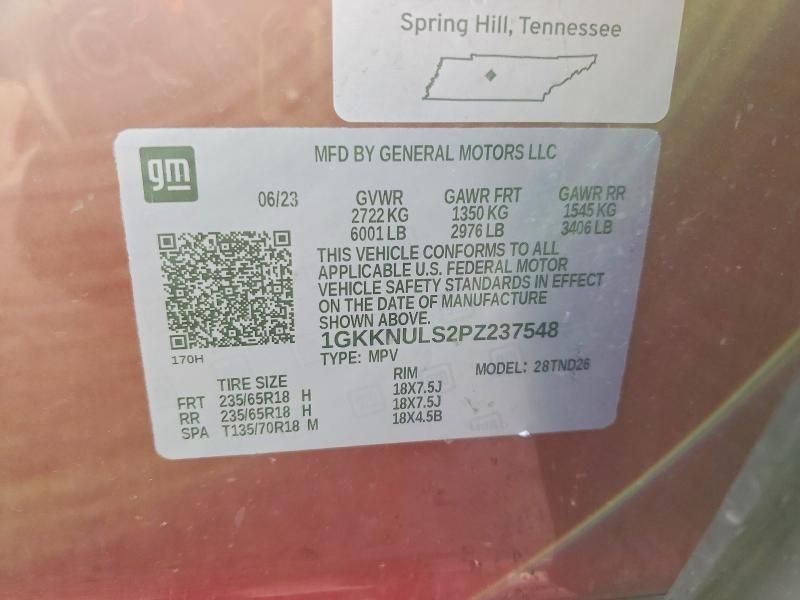 Spring Hill, Tennessee
gm
MFD BY GENERAL MOTORS LLC
06/23 GVWR GAWR FRT GAWR RR
2722 KG 1350 KG 1545 KG
6001 LB 2976 LB 3406 LB
THIS VEHICLE CONFORMS TO ALL
APPLICABLE U.S. FEDERAL MOTOR
VEHICLE SAFETY STANDARDS IN EFFECT
ON THE DATE OF MANUFACTURE
SHOWN ABOVE.
1GKKNULS2PZ237548
170H
TYPE: MPV MODEL: 28TND26
TIRE SIZE RIM
FRT 235/65R18 H 18X7.5J
RR 235/65R18 H 18X7.5J
SPA T135/70R18 M 18X4.5B